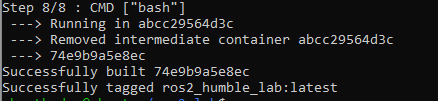 Step 8/8 : CMD ["bash"]
 ---> Running in abcc29564d3c
 ---> Removed intermediate container abcc29564d3c
 ---> 74e9b9a5e8ec
Successfully built 74e9b9a5e8ec
Successfully tagged ros2_humble_lab:latest